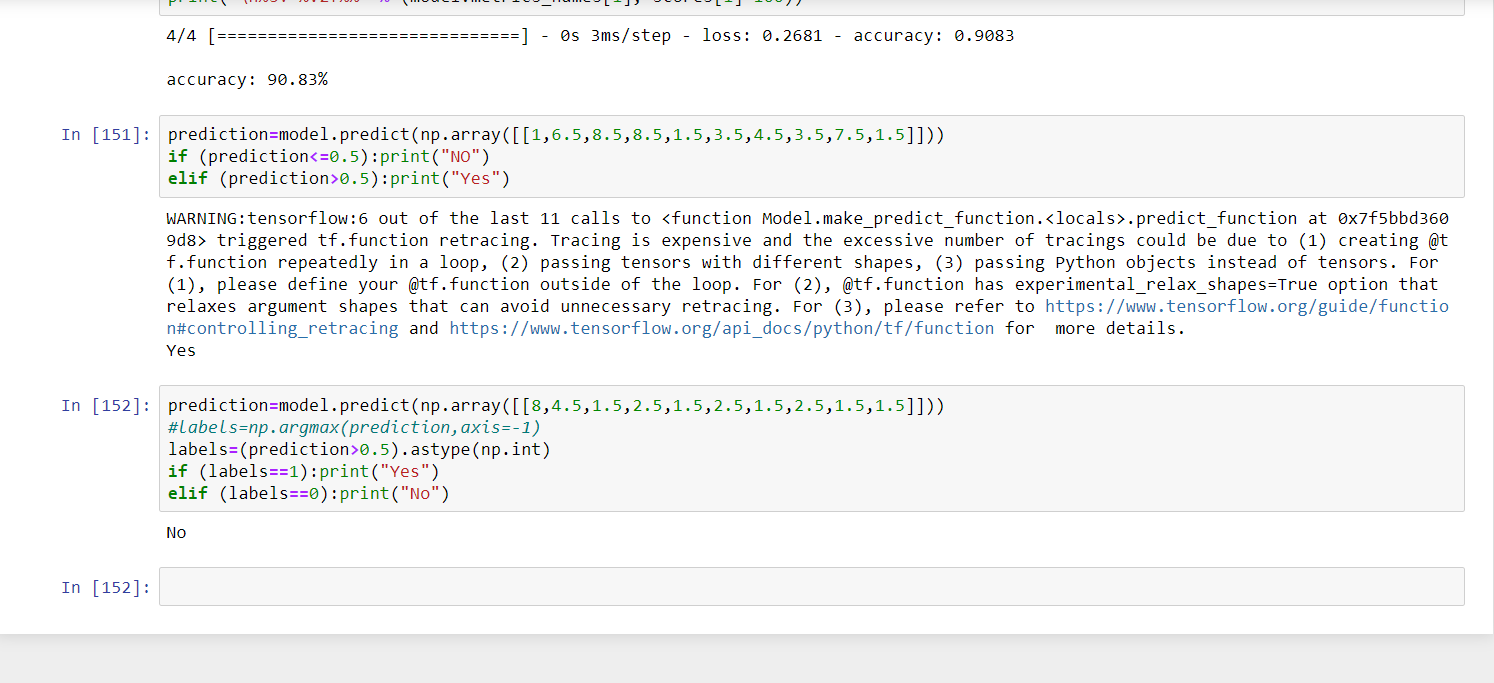 4/4 [==============================] - 0s 3ms/step - loss: 0.2681 - accuracy: 0.9083
accuracy: 90.83%
In [151]:
prediction=model.predict(np.array([[1,6.5,8.5,8.5,1.5,3.5,4.5,3.5,7.5,1.5]]))
if (prediction<=0.5):print("NO")
elif (prediction>0.5):print("Yes")
WARNING:tensorflow:6 out of the last 11 calls to <function Model.make_predict_function.<locals>.predict_function at 0x7f5bbd360
9d8> triggered tf.function retracing. Tracing is expensive and the excessive number of tracings could be due to (1) creating @t
f.function repeatedly in a loop, (2) passing tensors with different shapes, (3) passing Python objects instead of tensors. For
(1), please define your @tf.function outside of the loop. For (2), @tf.function has experimental_relax_shapes=True option that
relaxes argument shapes that can avoid unnecessary retracing. For (3), please refer to https://www.tensorflow.org/guide/functio
n#controlling_retracing and https://www.tensorflow.org/api_docs/python/tf/function for  more details.
Yes
In [152]:
prediction=model.predict(np.array([[8,4.5,1.5,2.5,1.5,2.5,1.5,2.5,1.5,1.5]]))
#labels=np.argmax(prediction,axis=-1)
labels=(prediction>0.5).astype(np.int)
if (labels==1):print("Yes")
elif (labels==0):print("No")
No
In [152]: